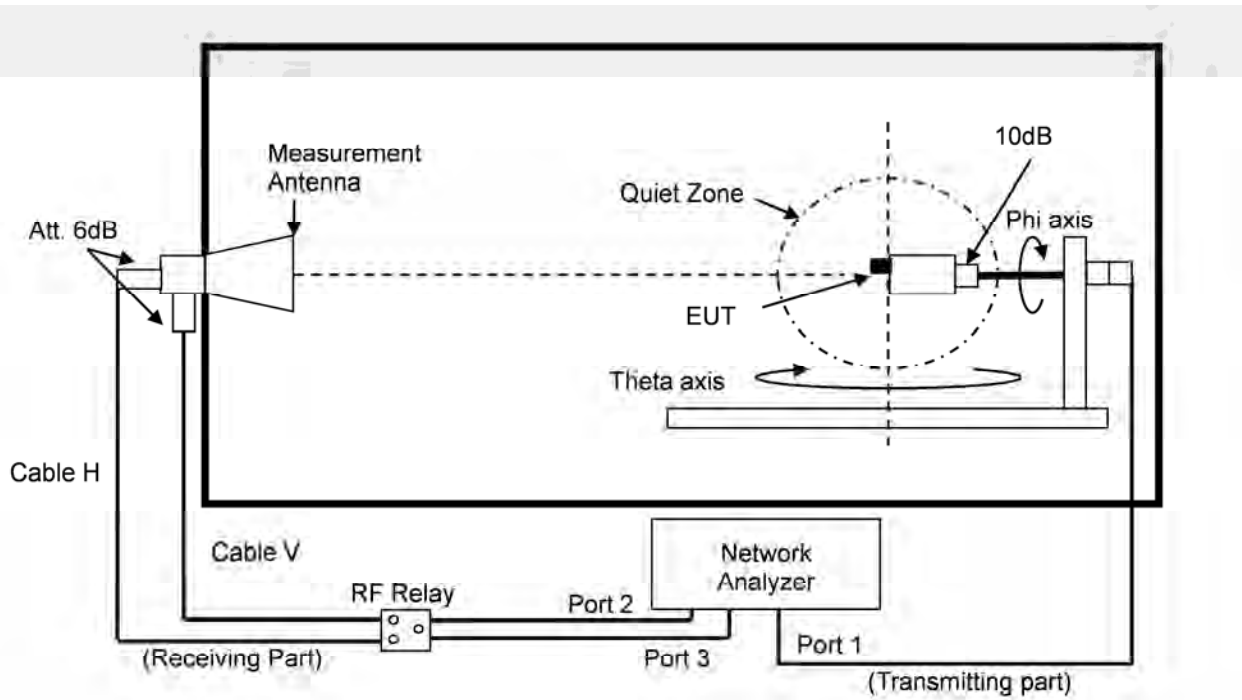 Measurement
Antenna
10dB
Quiet Zone
Phi axis
Att. 6dB
EUT
Theta axis
Cable H
Cable V
Network
Analyzer
RF Relay
Port 2
Port 1
(Receiving Part)
Port 3
(Transmitting part)